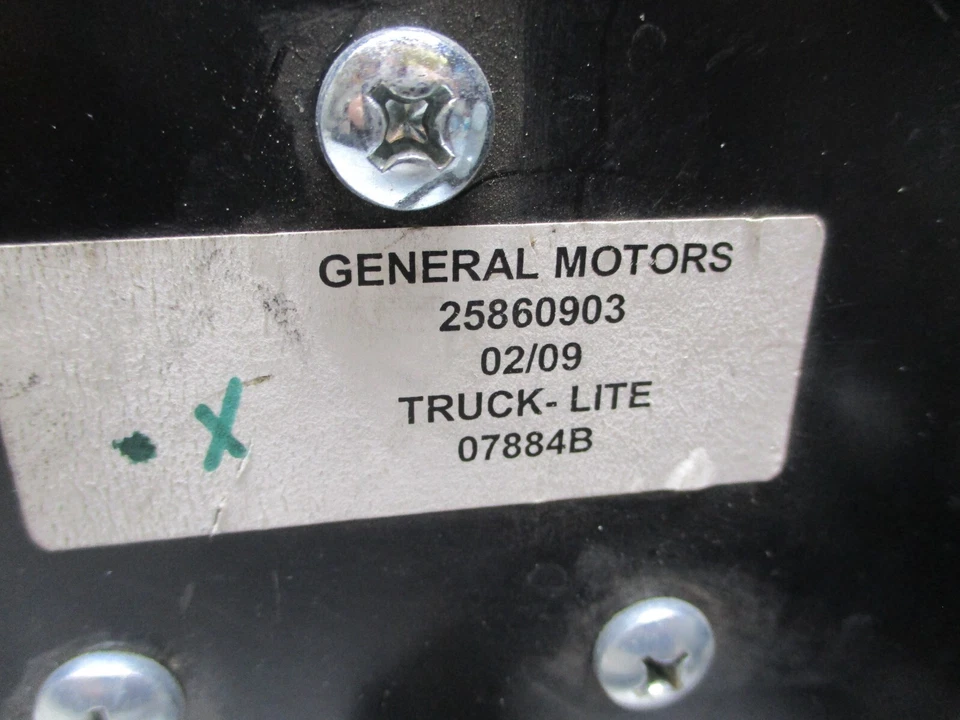 GENERAL MOTORS
25860903
02/09
TRUCK- LITE
07884B
X